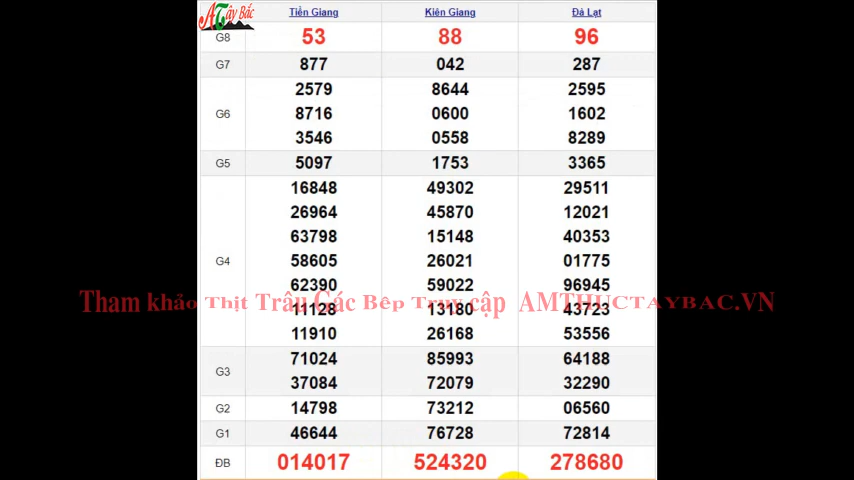 A Tây Bắc
Tiền Giang Kiên Giang Đà Lạt
G8 53 88 96
G7 877 042 287
2579 8644 2595
G6 8716 0600 1602
3546 0558 8289
G5 5097 1753 3365
16848 49302 29511
26964 45870 12021
63798 15148 40353
G4 58605 26021 01775
62390 59022 96945
Tham khảo Thịt Trâu Gác Bếp Truy cập AMTHUCTAYBAC.VN
11128 13180 43723
11910 26168 53556
71024 85993 64188
G3
37084 72079 32290
G2 14798 73212 06560
G1 46644 76728 72814
ĐB 014017 524320 278680